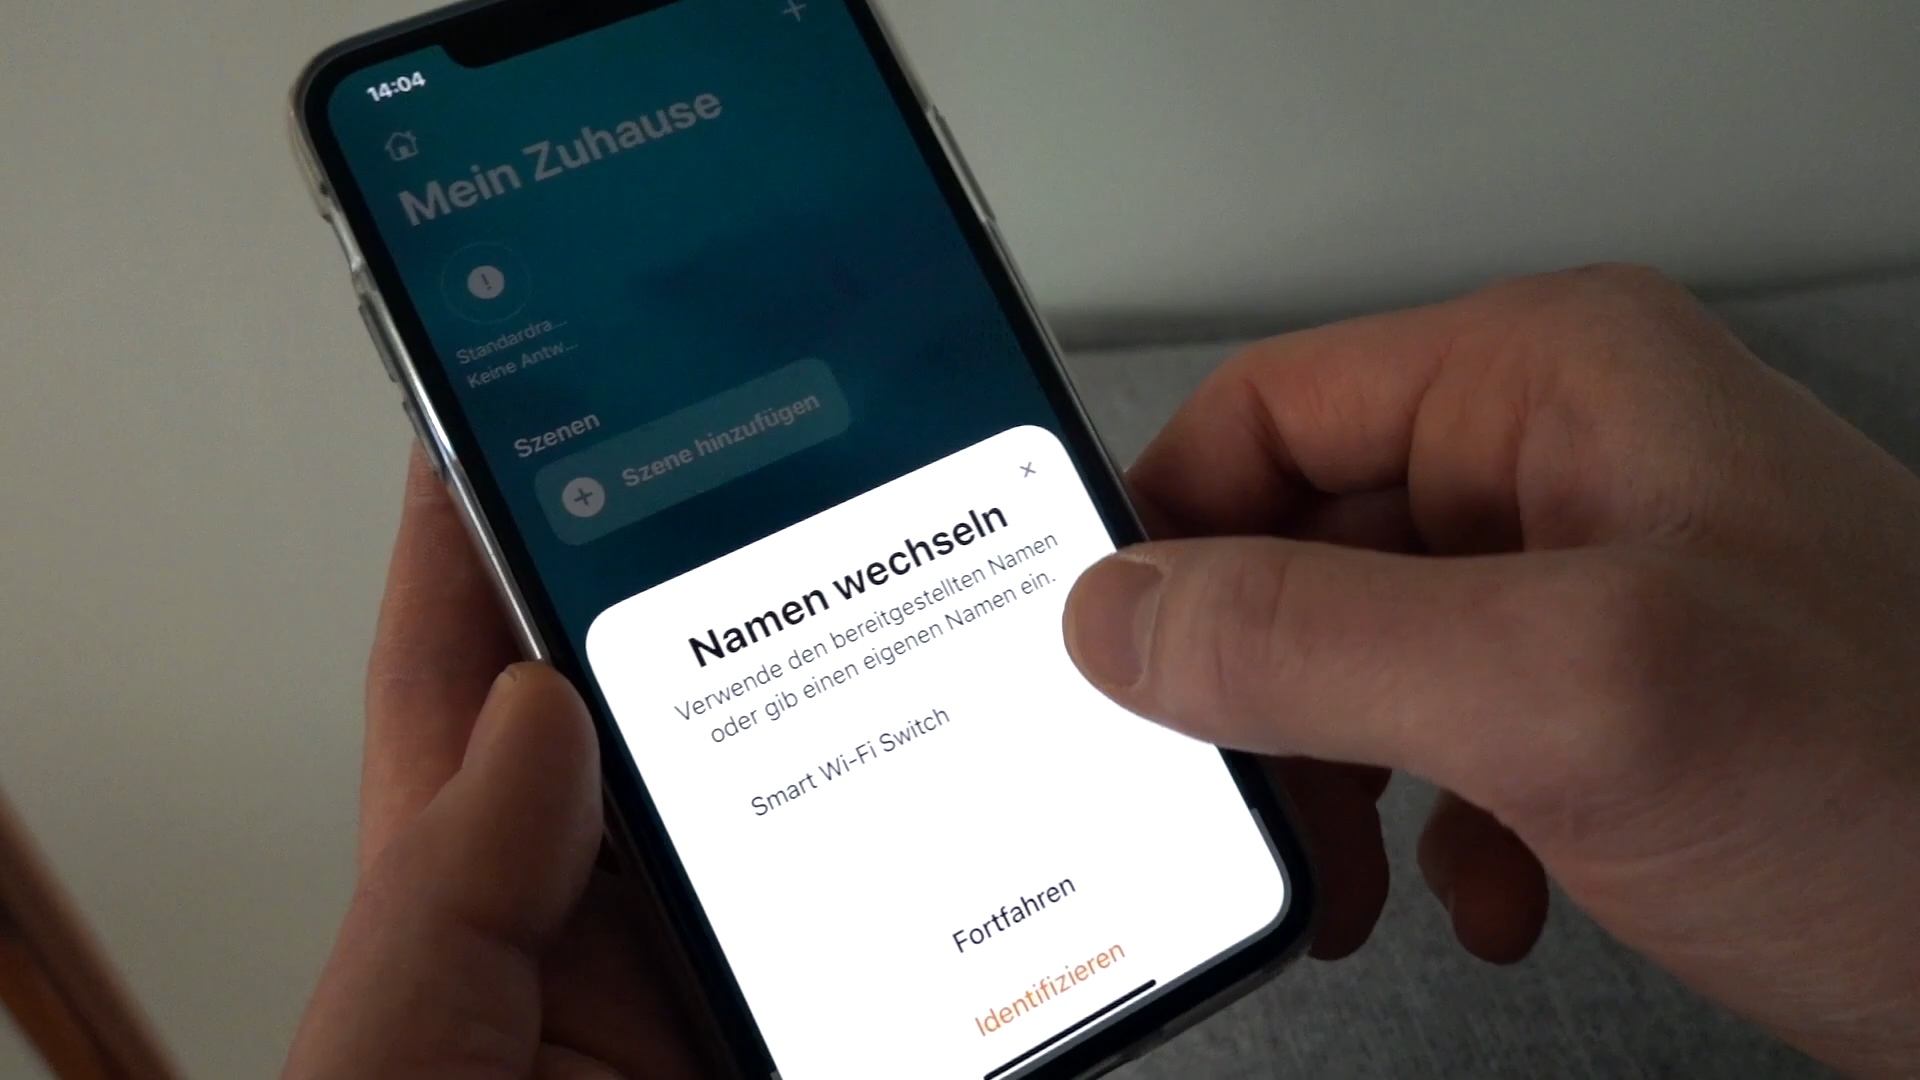 14:04
Mein Zuhause
Standardra...
Keine Antw...
Szenen
Szene hinzufügen
Namen wechseln
Verwende den bereitgestellten Namen
oder gib einen eigenen Namen ein.
Smart Wi-Fi Switch
Fortfahren
Identifizieren